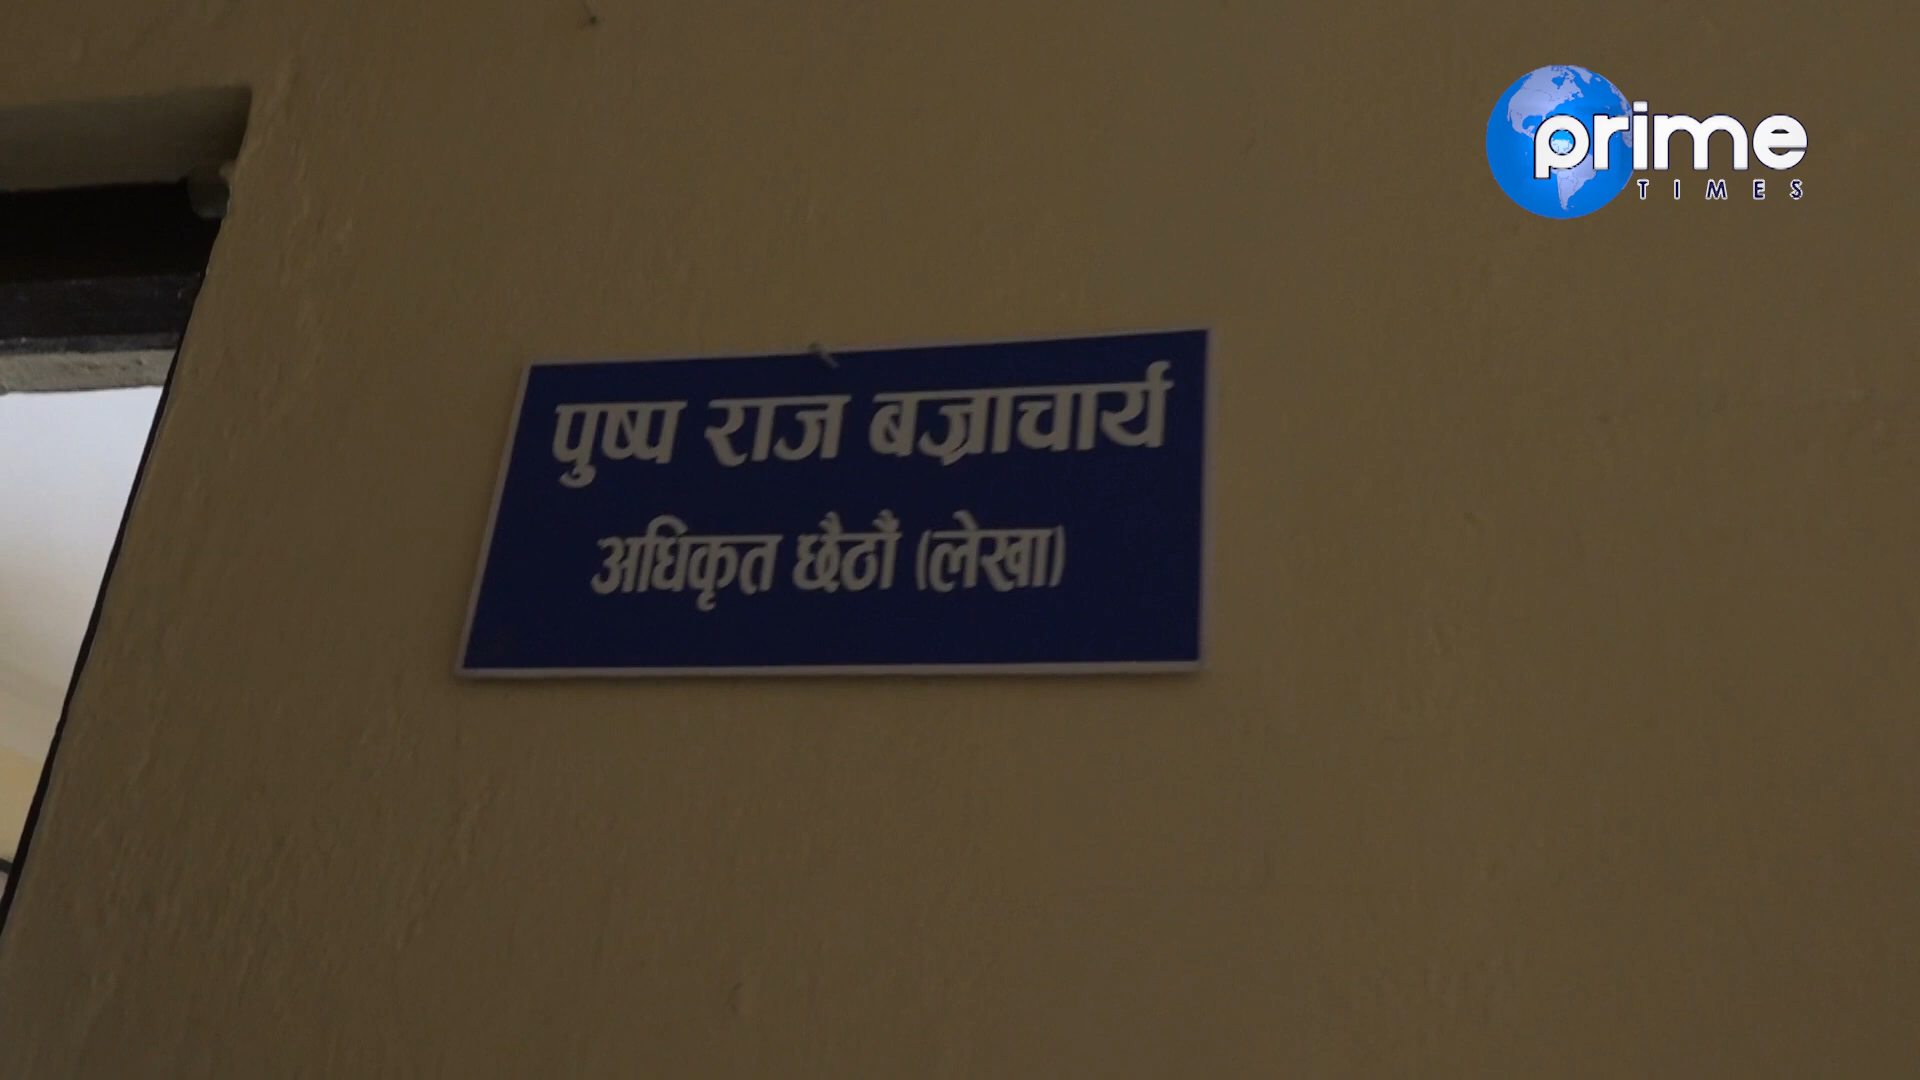 prime
TIMES
पुष्प राज बज्राचार्य
अधिकृत छैठौं (लेखा)